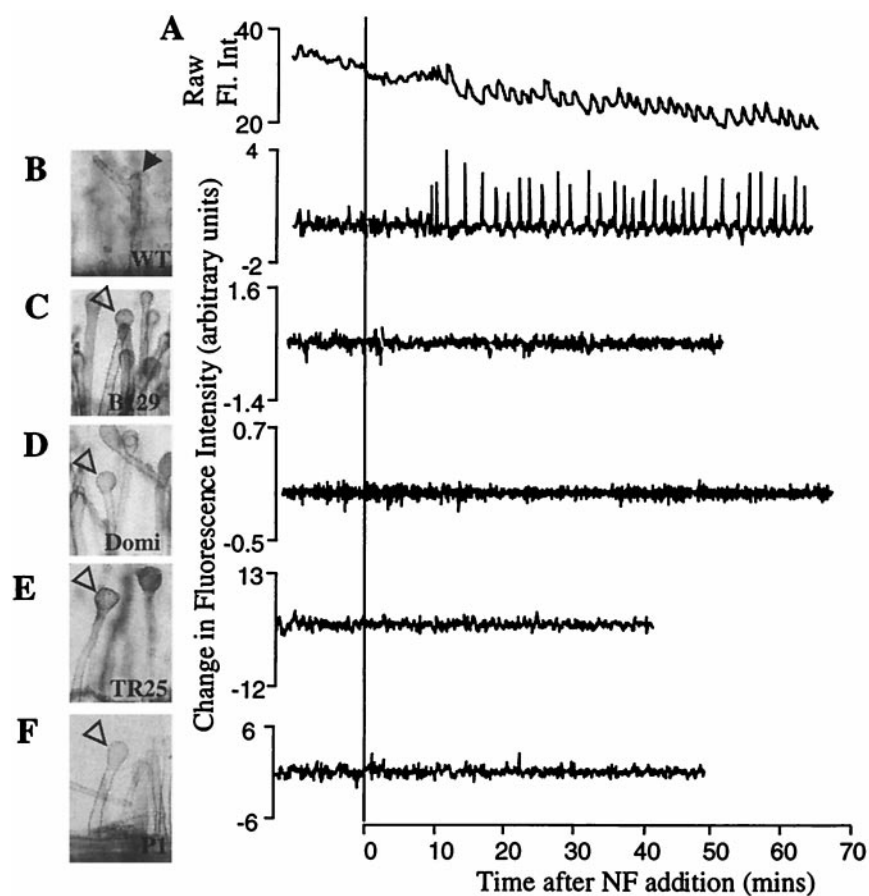 A
Raw
Fl. Int.
40
20
B
WT
4
-2
C
B129
1.6
-1.4
D
Domi
0.7
-0.5
E
TR25
13
-12
F
P1
6
-6
Change in Fluorescence Intensity (arbitrary units)
0 10 20 30 40 50 60 70
Time after NF addition (mins)